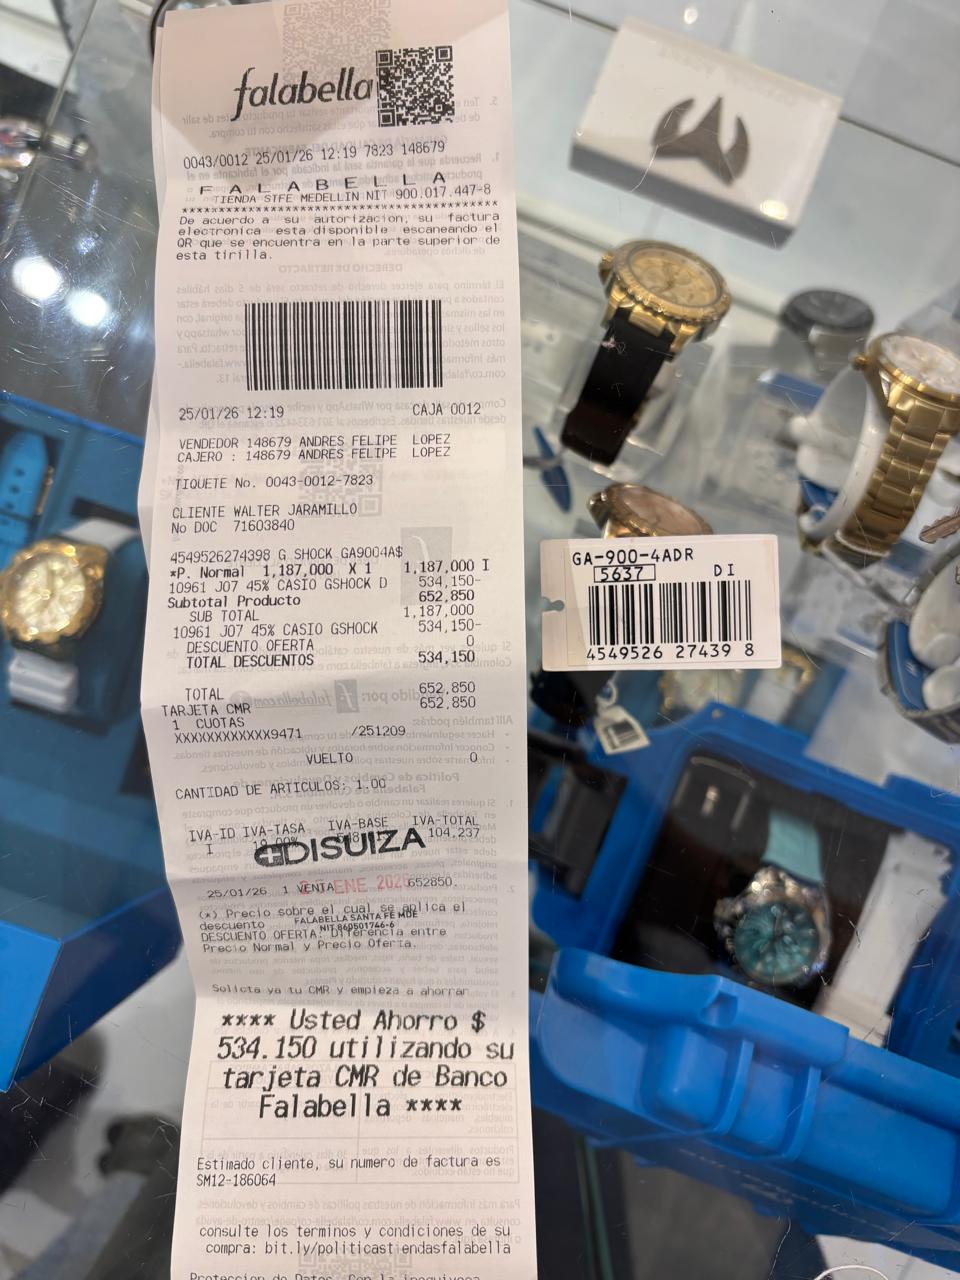 falabella
0043/0012 25/01/26 12:19 7823 148679
F A L A B E L L A
TIENDA STFE MEDELLIN NIT 900.017.447-8
****************************************
De acuerdo a su autorizacion, su factura
electronica esta disponible escaneando el
QR que se encuentra en la parte superior de
esta tirilla.
25/01/26 12:19 CAJA 0012
VENDEDOR 148679 ANDRES FELIPE LOPEZ
CAJERO : 148679 ANDRES FELIPE LOPEZ
TIQUETE No. 0043-0012-7823
CLIENTE WALTER JARAMILLO
No DOC 71603840
4549526274398 G SHOCK GA9004A$
*P. Normal 1,187,000 X 1 1,187,000 I
10961 J07 45% CASIO GSHOCK D 534,150-
Subtotal Producto 652,850
SUB TOTAL 1,187,000
10961 J07 45% CASIO GSHOCK 534,150-
DESCUENTO OFERTA 0
TOTAL DESCUENTOS 534,150
TOTAL 652,850
TARJETA CMR 652,850
1 CUOTAS
XXXXXXXXXXXX9471 /251209
VUELTO 0
CANTIDAD DE ARTICULOS: 1.00
IVA-ID IVA-TASA IVA-BASE IVA-TOTAL
I 19.00% 104,237
DISUIZA
25/01/26 1 VENTA 652850.
ENE 2026
(*) Precio sobre el cual se aplica el
descuento
FALABELLA SANTA FE MDE
NIT.860501746-6
DESCUENTO OFERTA: Diferencia entre
Precio Normal y Precio Oferta.
Solicta ya tu CMR y empieza a ahorrar
**** Usted Ahorro $
534.150 utilizando su
tarjeta CMR de Banco
Falabella ****
Estimado cliente, su numero de factura es
SM12-186064
consulte los terminos y condiciones de su
compra: bit.ly/politicastiendasfalabella
GA-900-4ADR
5637 DI
4549526 27439 8